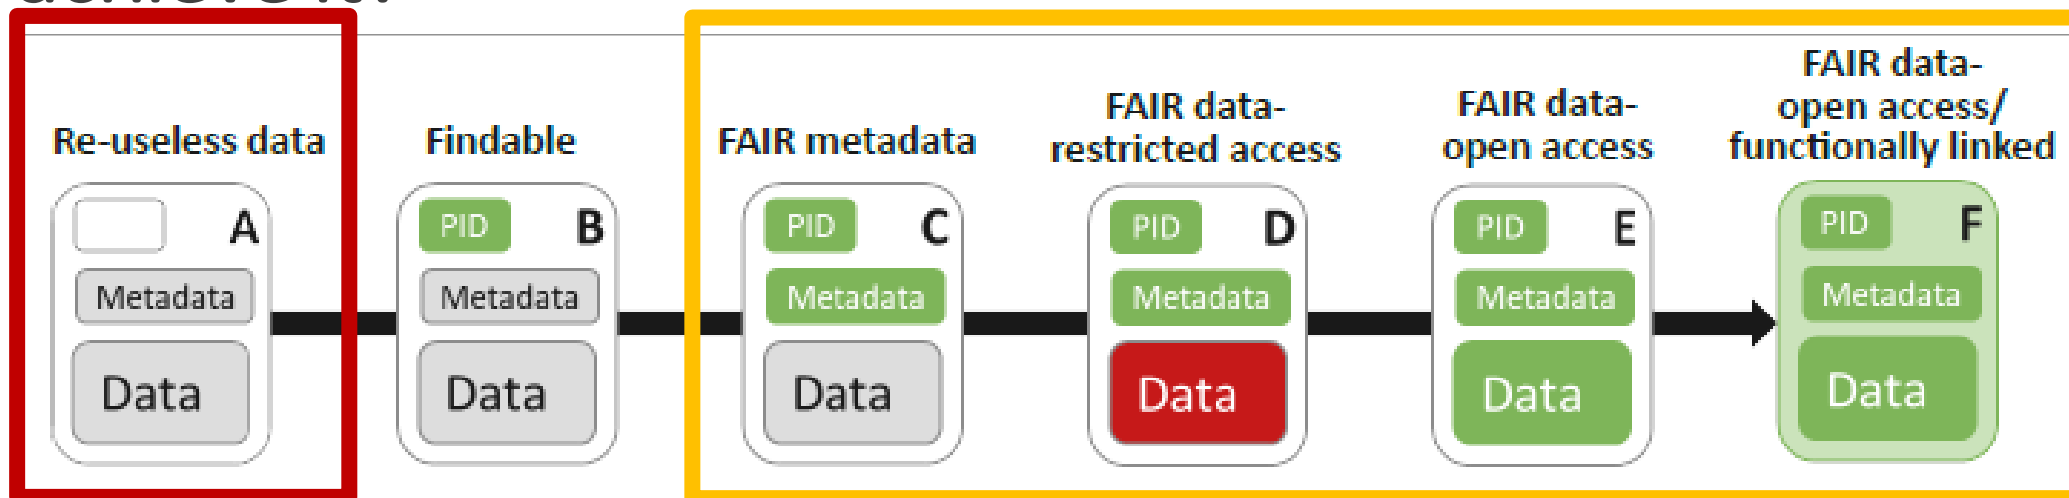 Re-useless data
Findable
FAIR metadata
FAIR data-
restricted access
FAIR data-
open access
FAIR data-
open access/
functionally linked
A
Metadata
Data
PID B
Metadata
Data
PID C
Metadata
Data
PID D
Metadata
Data
PID E
Metadata
Data
PID F
Metadata
Data